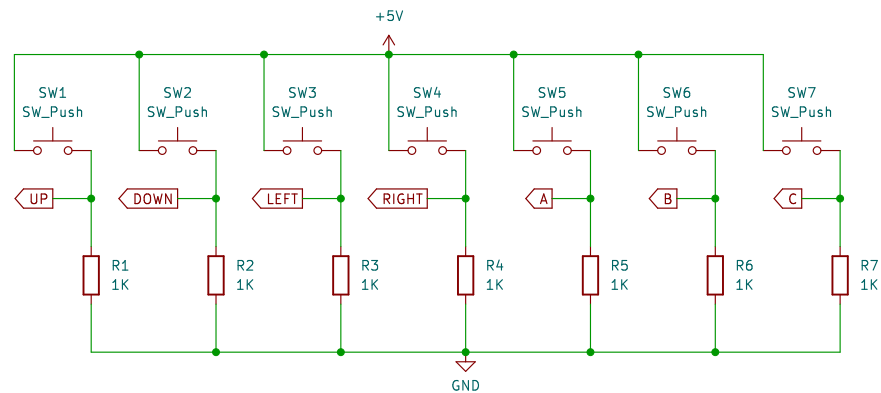 +5V
SW1 SW2 SW3 SW4 SW5 SW6 SW7
SW_Push SW_Push SW_Push SW_Push SW_Push SW_Push SW_Push
UP DOWN LEFT RIGHT A B C
R1 R2 R3 R4 R5 R6 R7
1K 1K 1K 1K 1K 1K 1K
GND